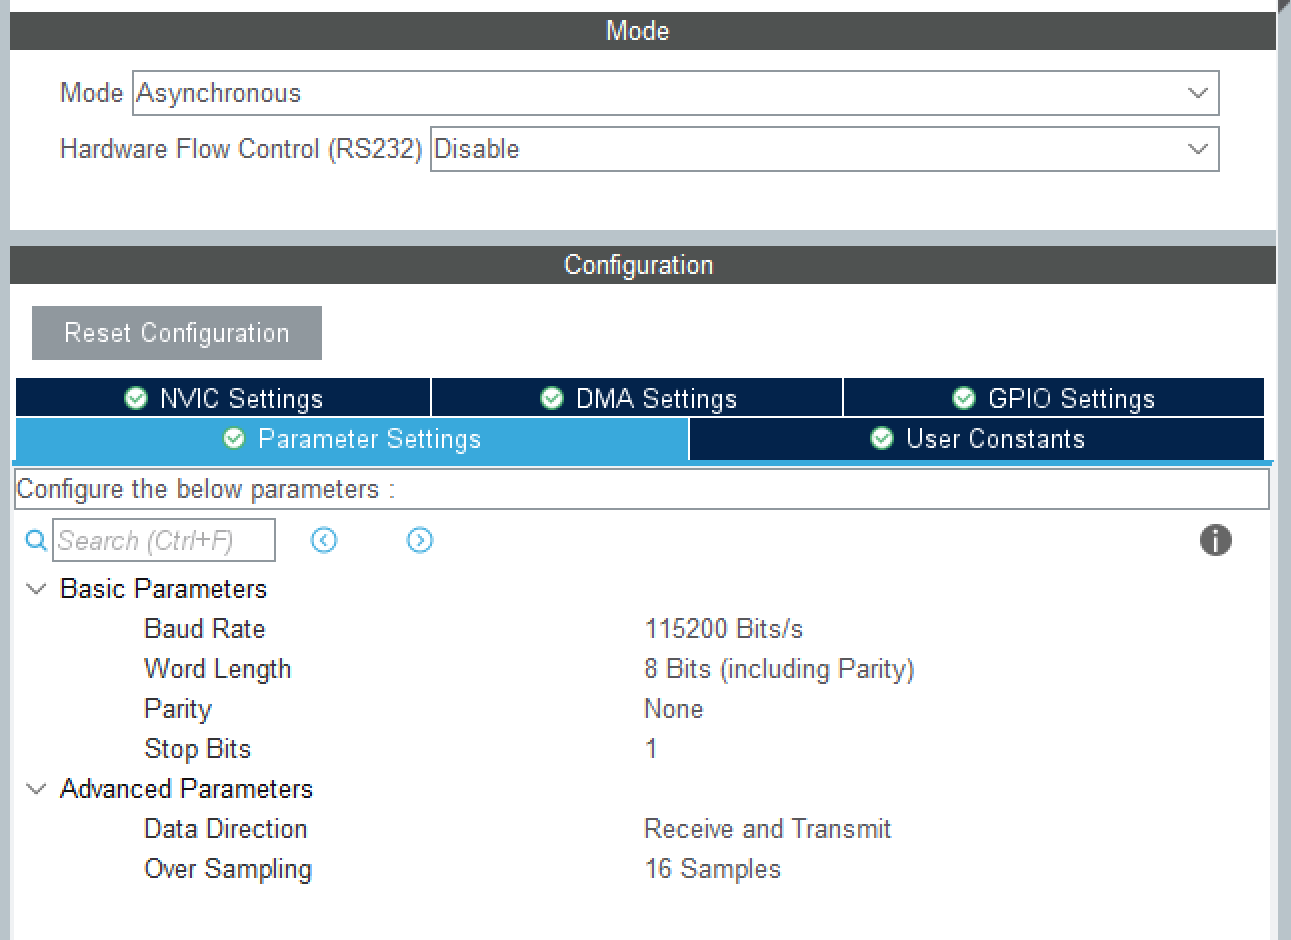 Mode
Mode Asynchronous
Hardware Flow Control (RS232) Disable
Configuration
Reset Configuration
NVIC Settings DMA Settings GPIO Settings
Parameter Settings User Constants
Configure the below parameters :
Search (Ctrl+F)
Basic Parameters
Baud Rate 115200 Bits/s
Word Length 8 Bits (including Parity)
Parity None
Stop Bits 1
Advanced Parameters
Data Direction Receive and Transmit
Over Sampling 16 Samples